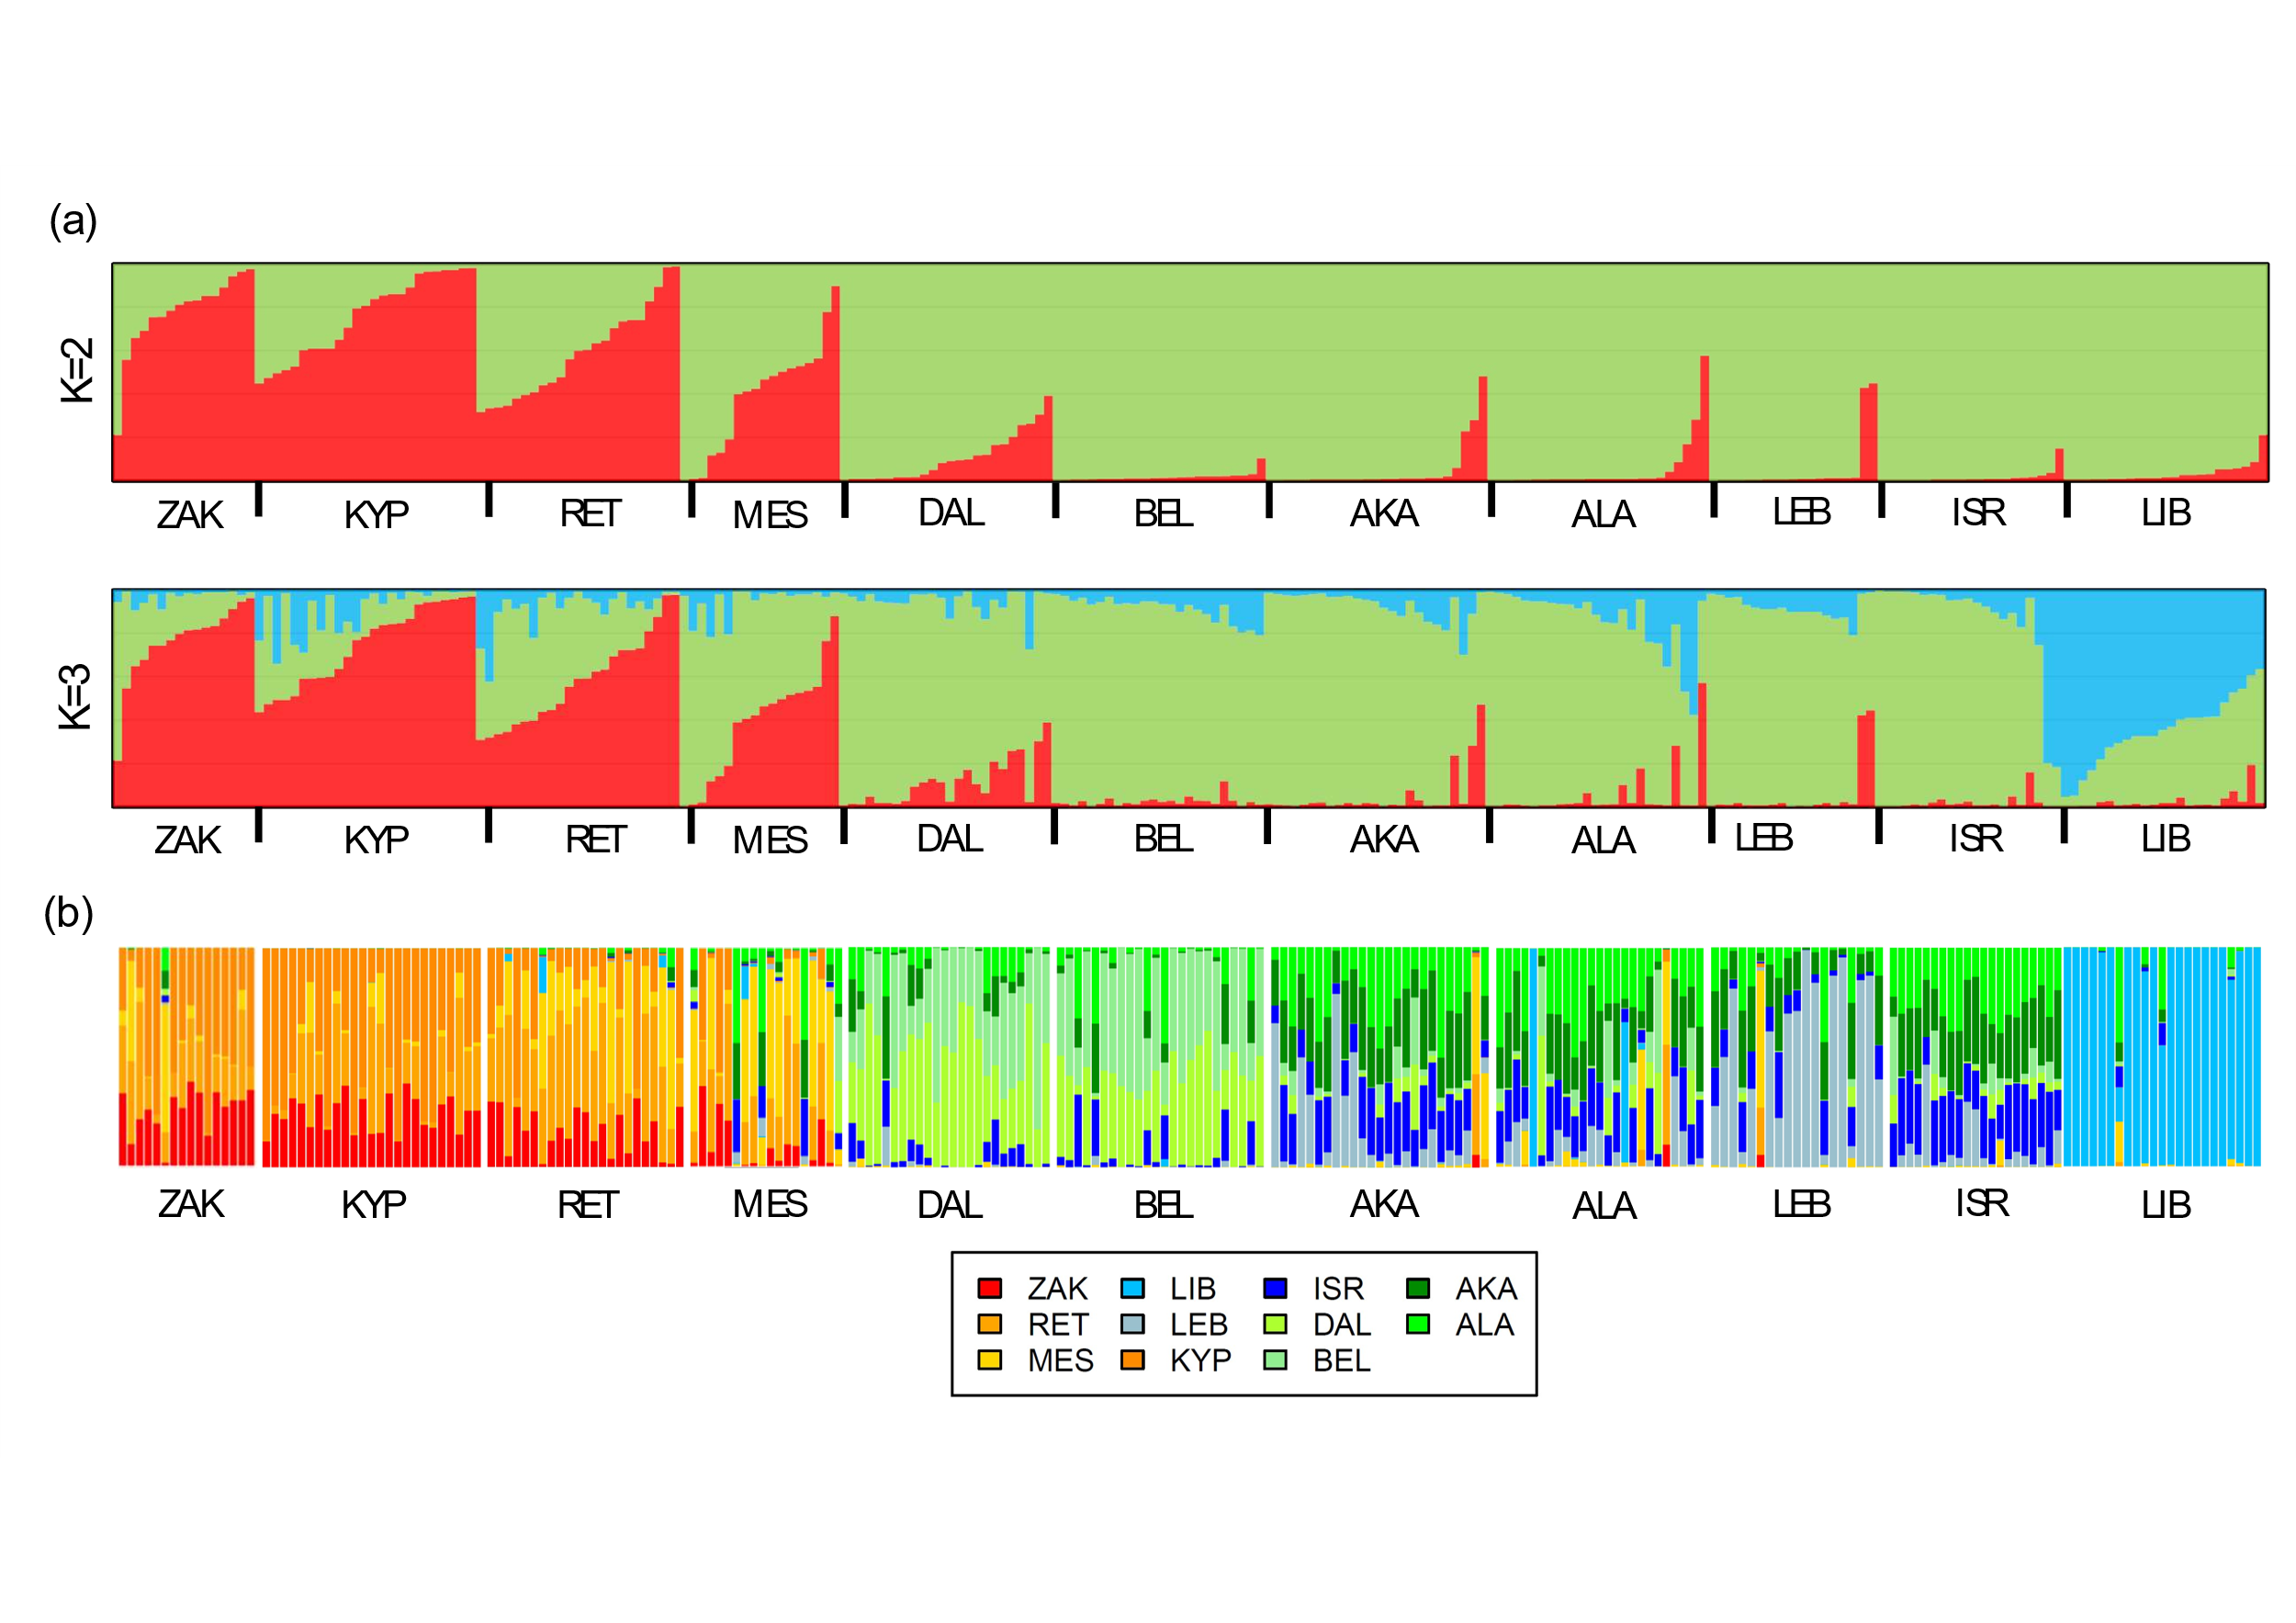 (a)
K=2
ZAK KYP RET MES DAL BEL AKA ALA LEB ISR LIB
K=3
ZAK KYP RET MES DAL BEL AKA ALA LEB ISR LIB
(b)
ZAK KYP RET MES DAL BEL AKA ALA LEB ISR LIB
ZAK LIB ISR AKA
RET LEB DAL ALA
MES KYP BEL